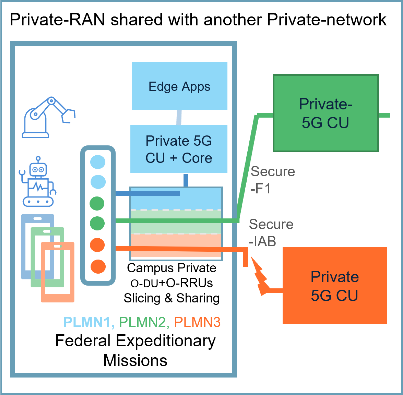 Private-RAN shared with another Private-network
Edge Apps
Private 5G
CU + Core
Private-
5G CU
Secure
-F1
Secure
-IAB
Private
5G CU
Campus Private
O-DU+O-RRUs
Slicing & Sharing
PLMN1, PLMN2, PLMN3
Federal Expeditionary
Missions